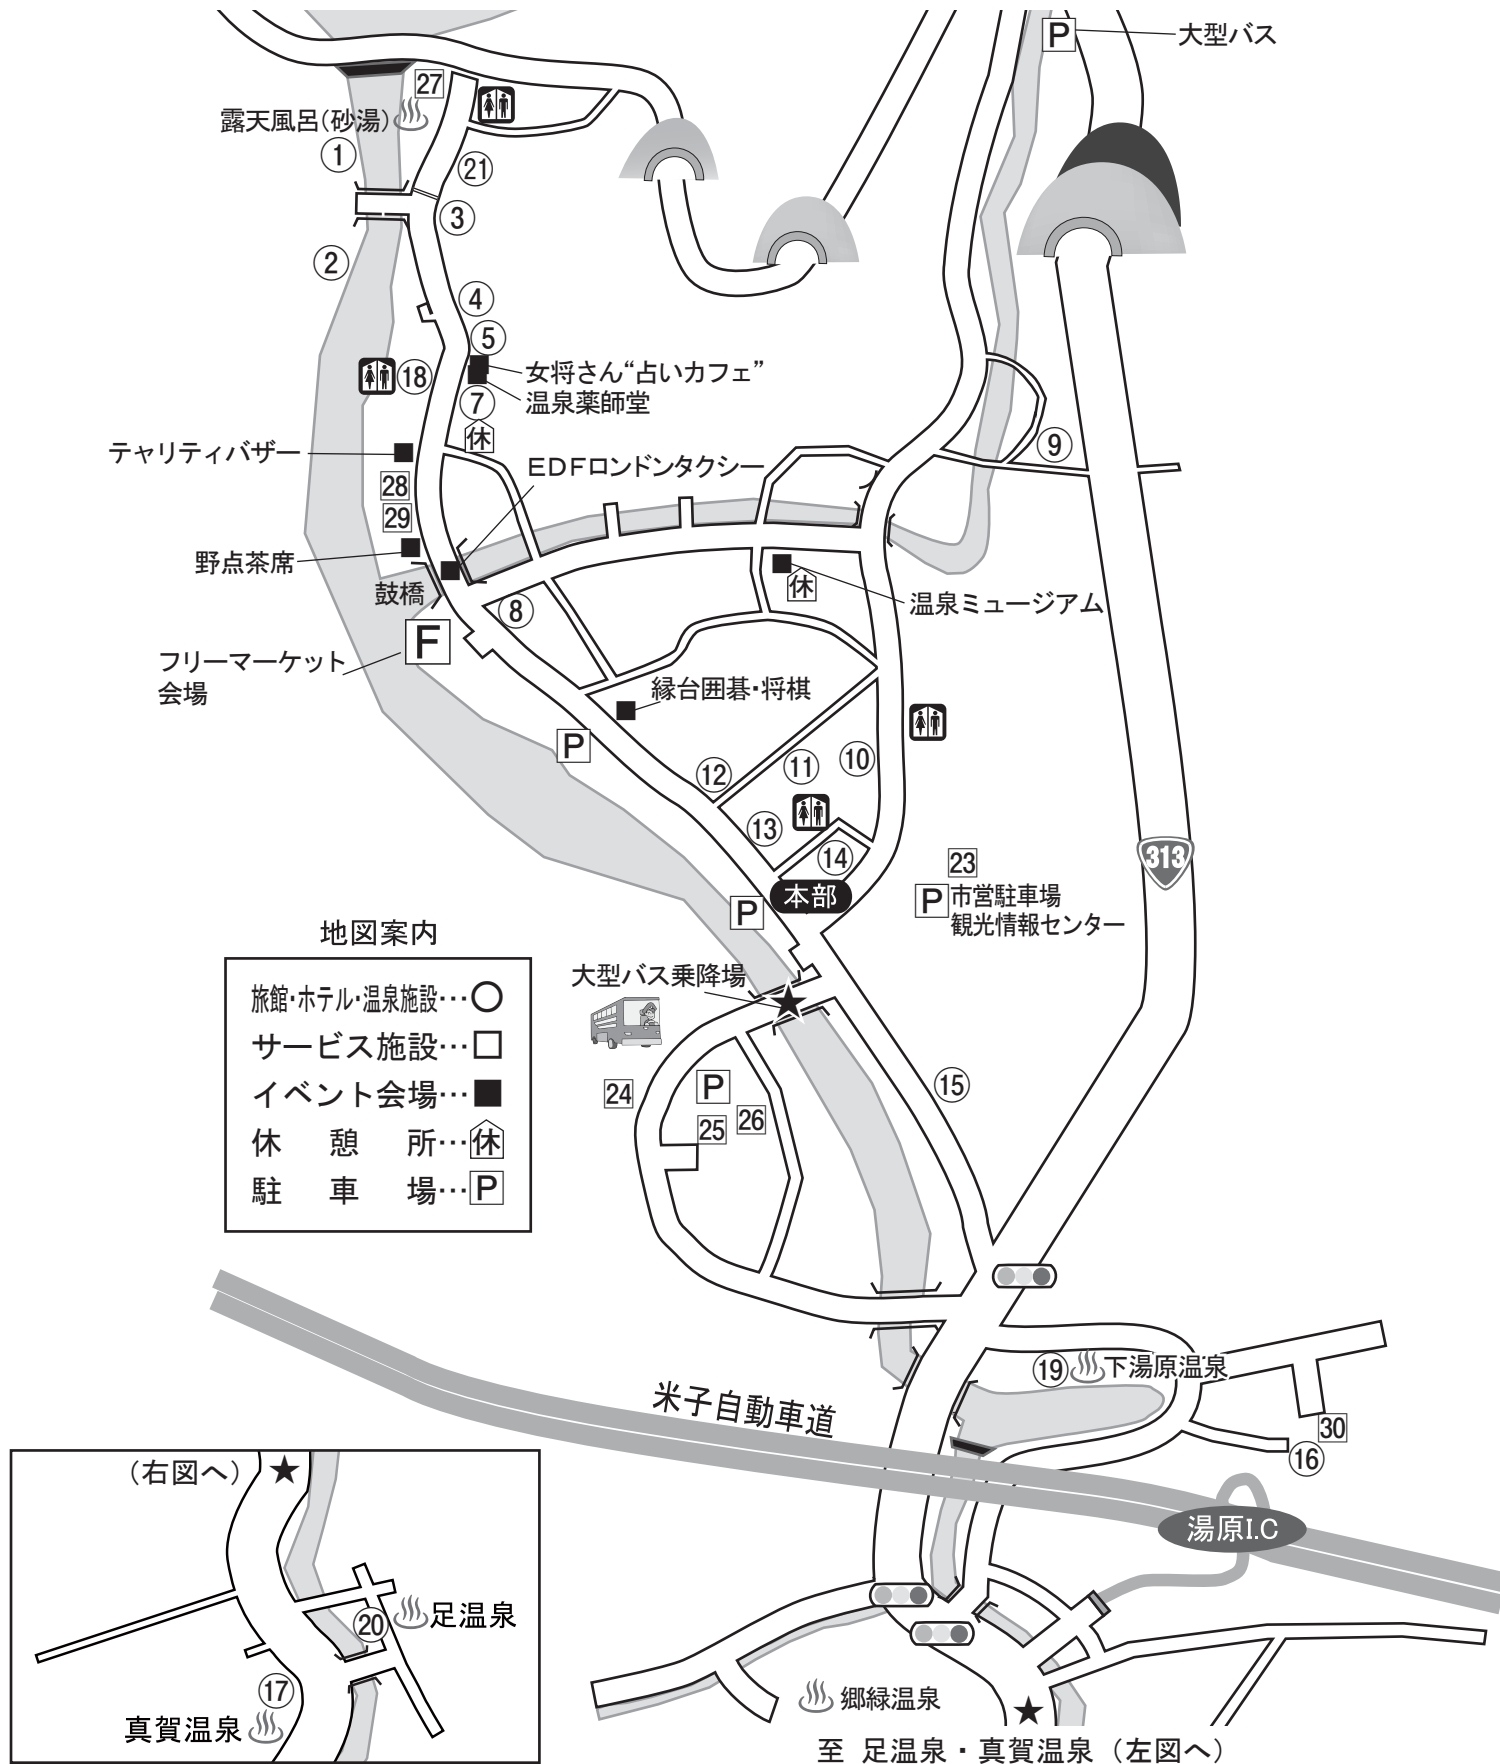 大型バス
P
27
露天風呂(砂湯)
①
21
③
②
④
⑤
女将さん“占いカフェ”
温泉薬師堂
⑱
⑦
休
テャリティバザー
28
29
EDFロンドンタクシー
⑨
野点茶席
鼓橋
⑧
休
温泉ミュージアム
F
フリーマーケット
会場
縁台囲碁・将棋
P
⑫
⑪
⑩
⑬
⑭
本部
313
23
P
市営駐車場
観光情報センター
P
大型バス乗降場
★
24
P
25
26
⑮
地図案内
旅館・ホテル・温泉施設…○
サービス施設…□
イベント会場…■
休憩所…休
駐車場…P
⑲
下湯原温泉
30
⑯
米子自動車道
湯原I.C
(右図へ)★
⑳
足温泉
⑰
真賀温泉
郷緑温泉
★
至 足温泉・真賀温泉 (左図へ)